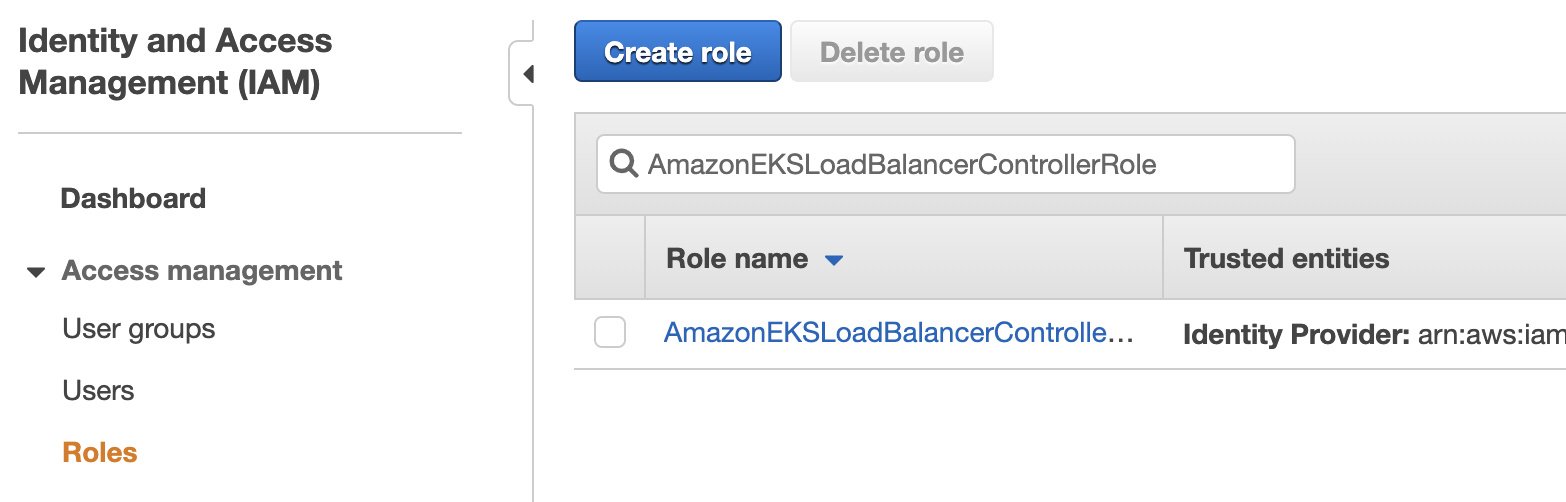 Identity and Access
Management (IAM)
Dashboard
Access management
User groups
Users
Roles
Create role
Delete role
AmazonEKSLoadBalancerControllerRole
Role name
Trusted entities
AmazonEKSLoadBalancerControlle...
Identity Provider: arn:aws:iam